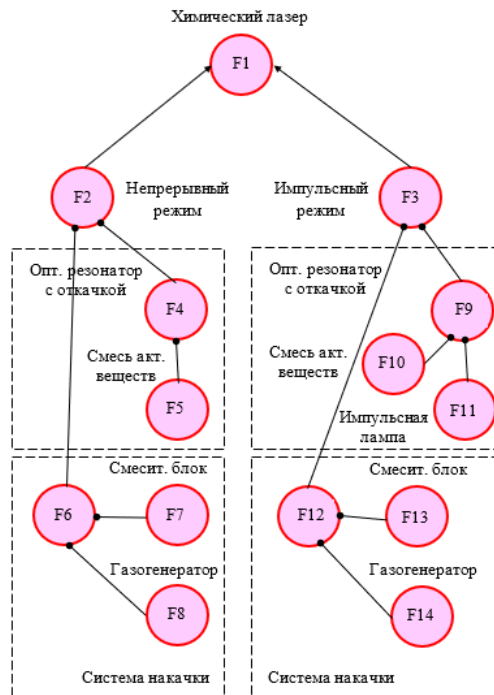 Химический лазер
F1
F2
Непрерывный
режим
Импульсный
режим
F3
Опт. резонатор
с откачкой
F4
Смесь акт.
веществ
F5
Опт. резонатор
с откачкой
F9
Смесь акт.
веществ
F10
F11
Импульсная
лампа
Смесит. блок
F6
F7
Газогенератор
F8
Система накачки
Смесит. блок
F12
F13
Газогенератор
F14
Система накачки